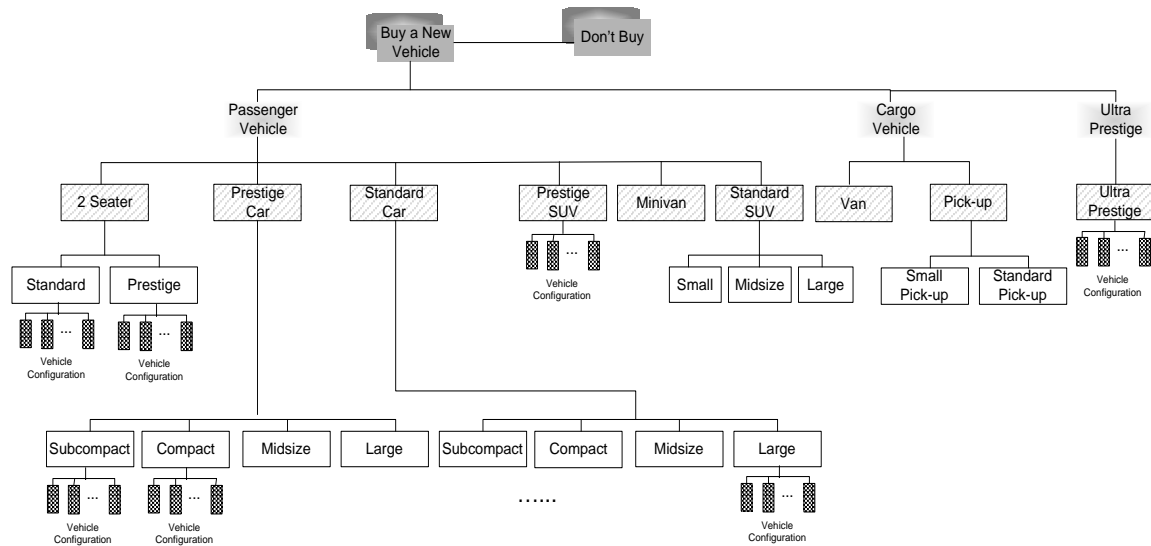 Buy a New
Vehicle
Don't Buy
Passenger
Vehicle
Cargo
Vehicle
Ultra
Prestige
2 Seater
Prestige
Car
Standard
Car
Prestige
SUV
Minivan
Standard
SUV
Van
Pick-up
Ultra
Prestige
...
Vehicle
Configuration
...
Vehicle
Configuration
Standard
Prestige
Small
Midsize
Large
Small
Pick-up
Standard
Pick-up
...
Vehicle
Configuration
...
Vehicle
Configuration
Subcompact
Compact
Midsize
Large
Subcompact
Compact
Midsize
Large
...
Vehicle
Configuration
...
Vehicle
Configuration
......
...
Vehicle
Configuration